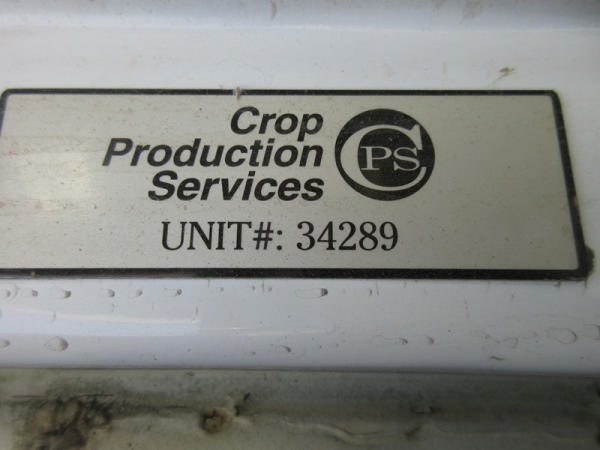 Crop
Production
Services
CPS
UNIT#: 34289